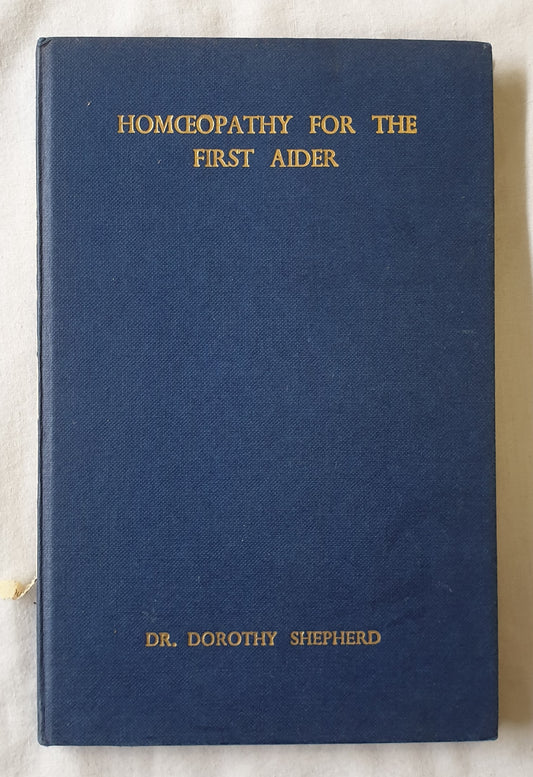 HOMŒOPATHY FOR THE
FIRST AIDER
DR. DOROTHY SHEPHERD